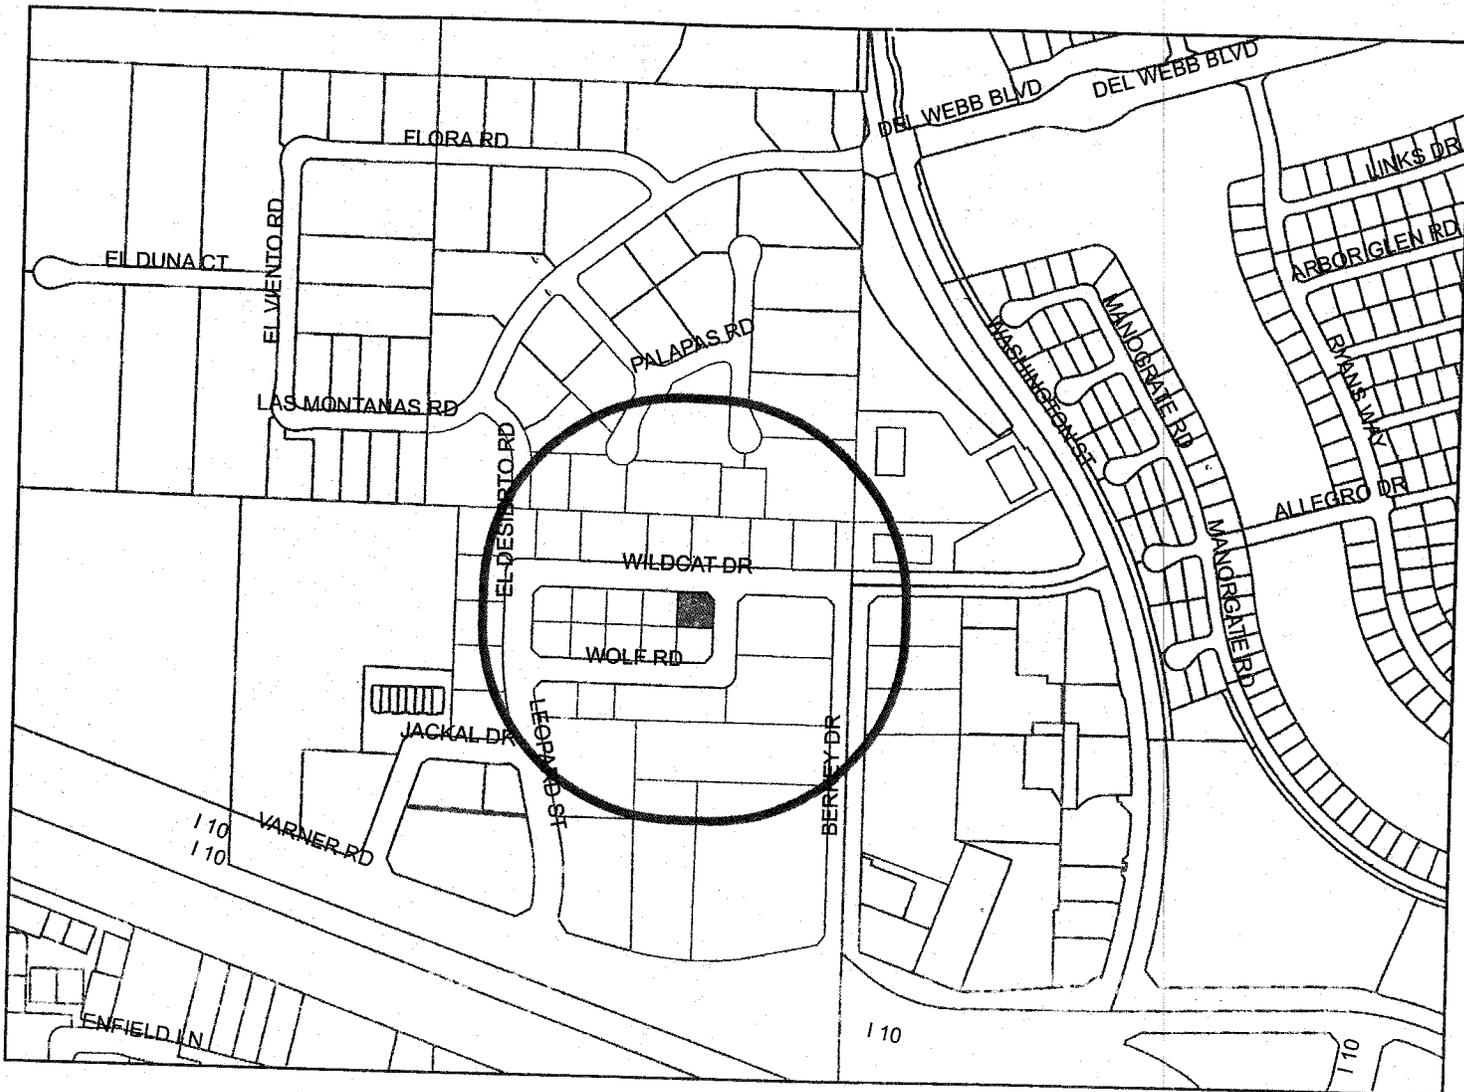 DEL WEBB BLVD
DEL WEBB BLVD
FLORA RD
LINKS DR
EL VIENTO RD
EL DUNA CT
ARBOR GLEN RD
MANOGRATE RD
WASHINGTON ST
PALAPAS RD
RYANS WAY
LAS MONTANAS RD
EL DESIERTO RD
ALLEGRO DR
WILDCAT DR
MANORGATE RD
WOLF RD
LEOPARD ST
JACKAL DR
BERKEY DR
I 10
I 10
VARNER RD
ENFIELD LN
I 10
I 10